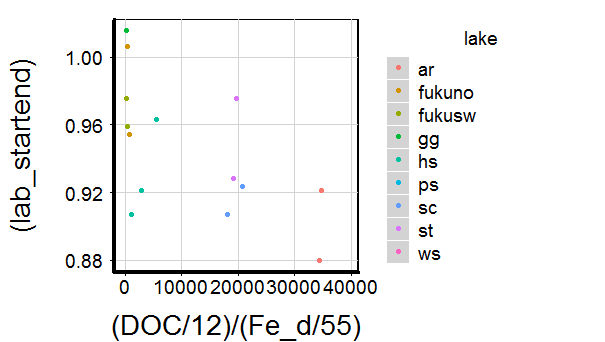 lake
ar
fukuno
fukusw
gg
hs
ps
sc
st
ws
(lab_startend)
1.00
0.96
0.92
0.88
0 10000 20000 30000 40000
(DOC/12)/(Fe_d/55)